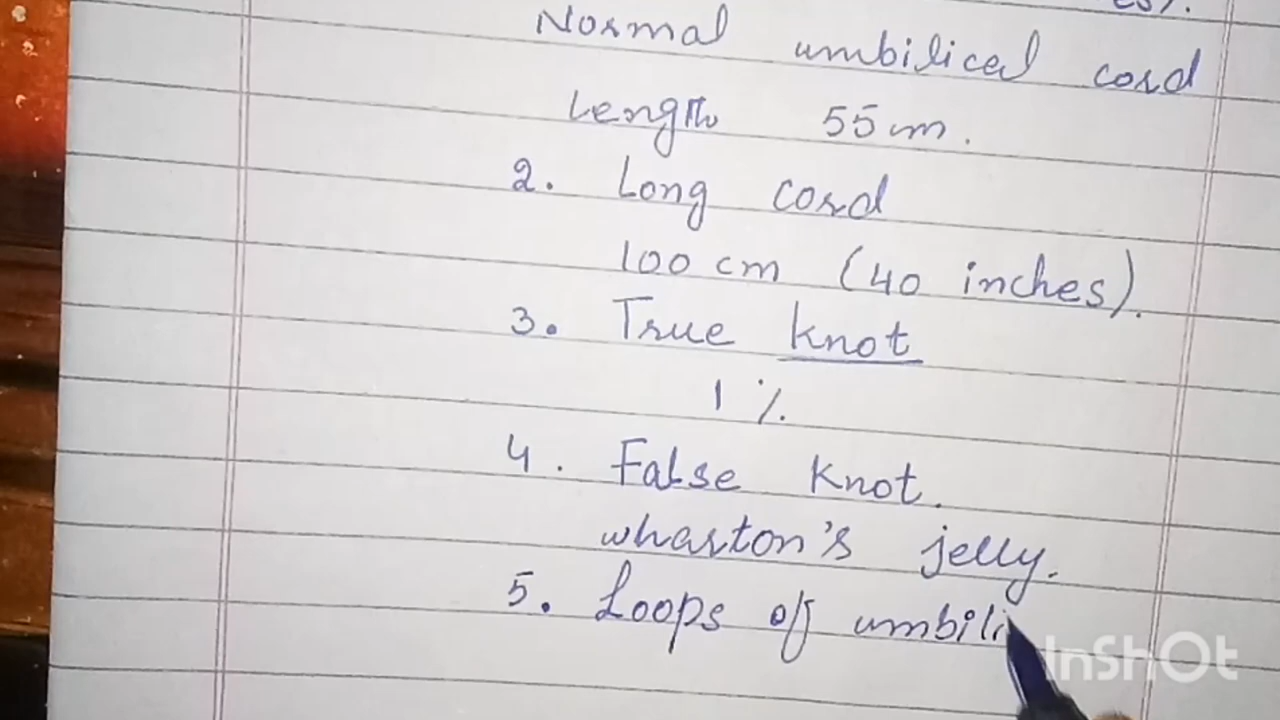 Normal umbilical cord
length 55 cm.
2. Long cord
100 cm (40 inches).
3. True knot
1 %.
4. False knot.
wharton's jelly.
5. Loops of umbili
InShOt